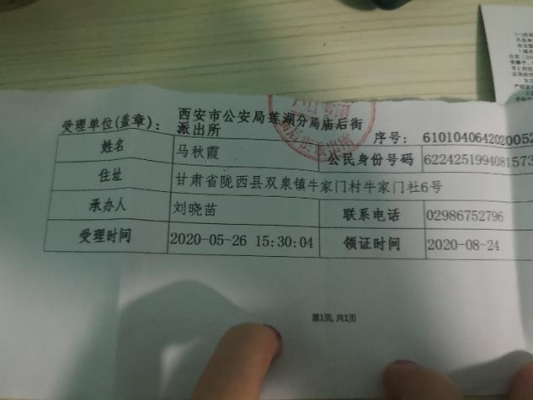 受理单位(盖章): 西安市公安局莲湖分局庙后街派出所 序号: 6101040642020052
姓名 马秋霞 公民身份号码 6224251994081573
住址 甘肃省陇西县双泉镇牛家门村牛家门社6号
承办人 刘晓苗 联系电话 02986752796
受理时间 2020-05-26 15:30:04 领证时间 2020-08-24
第1页, 共1页